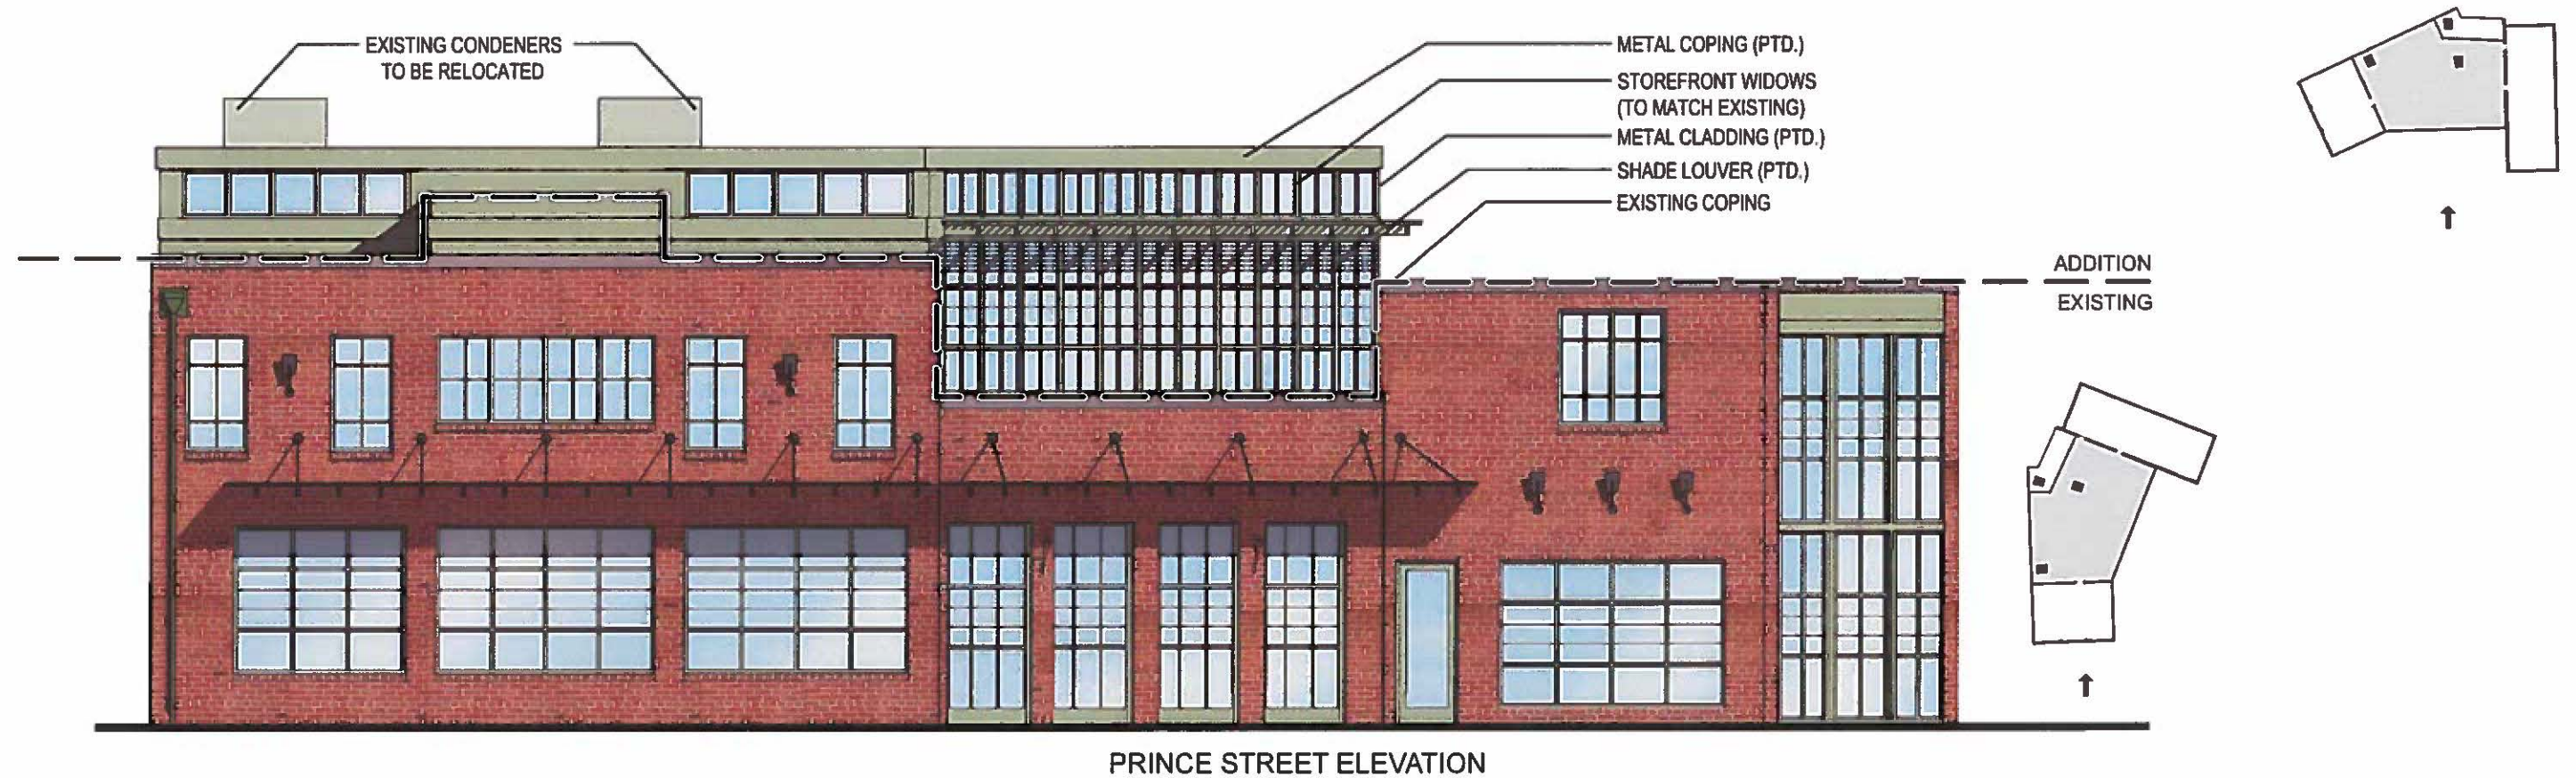 EXISTING CONDENERS
TO BE RELOCATED
METAL COPING (PTD.)
STOREFRONT WIDOWS
(TO MATCH EXISTING)
METAL CLADDING (PTD.)
SHADE LOUVER (PTD.)
EXISTING COPING
ADDITION
EXISTING
PRINCE STREET ELEVATION